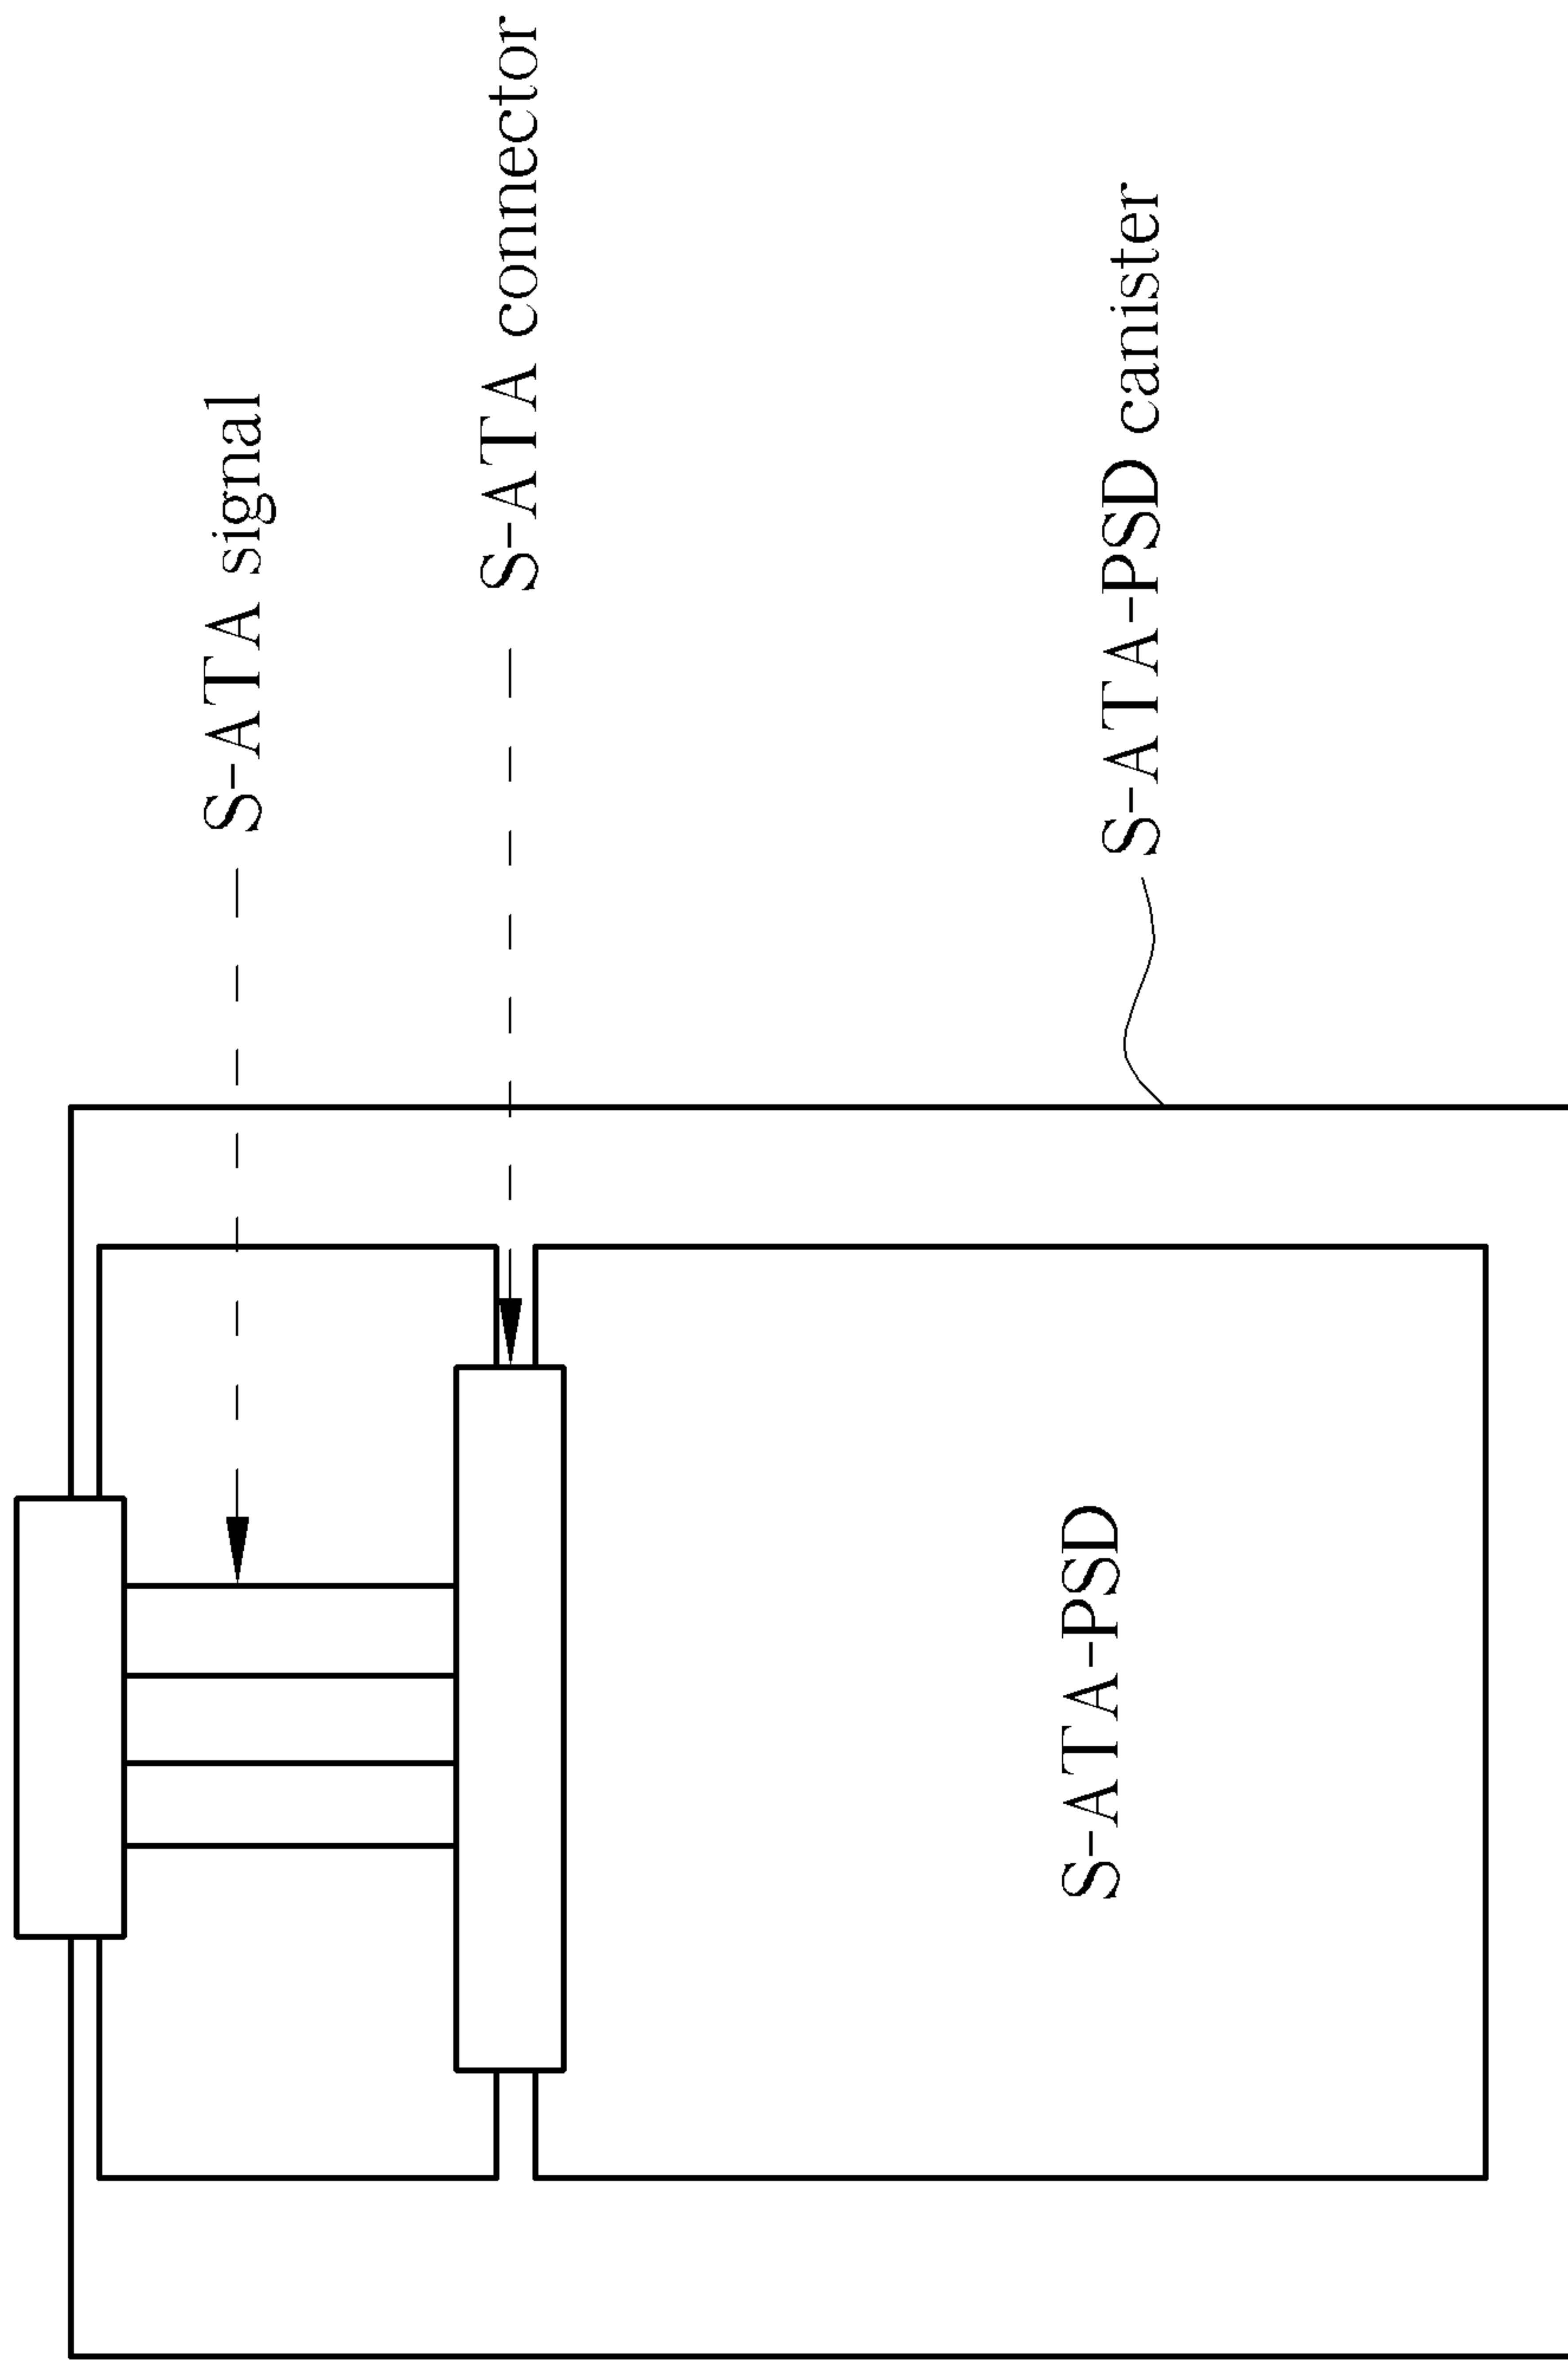 S-ATA signal
S-ATA connector
S-ATA-PSD canister
S-ATA-PSD